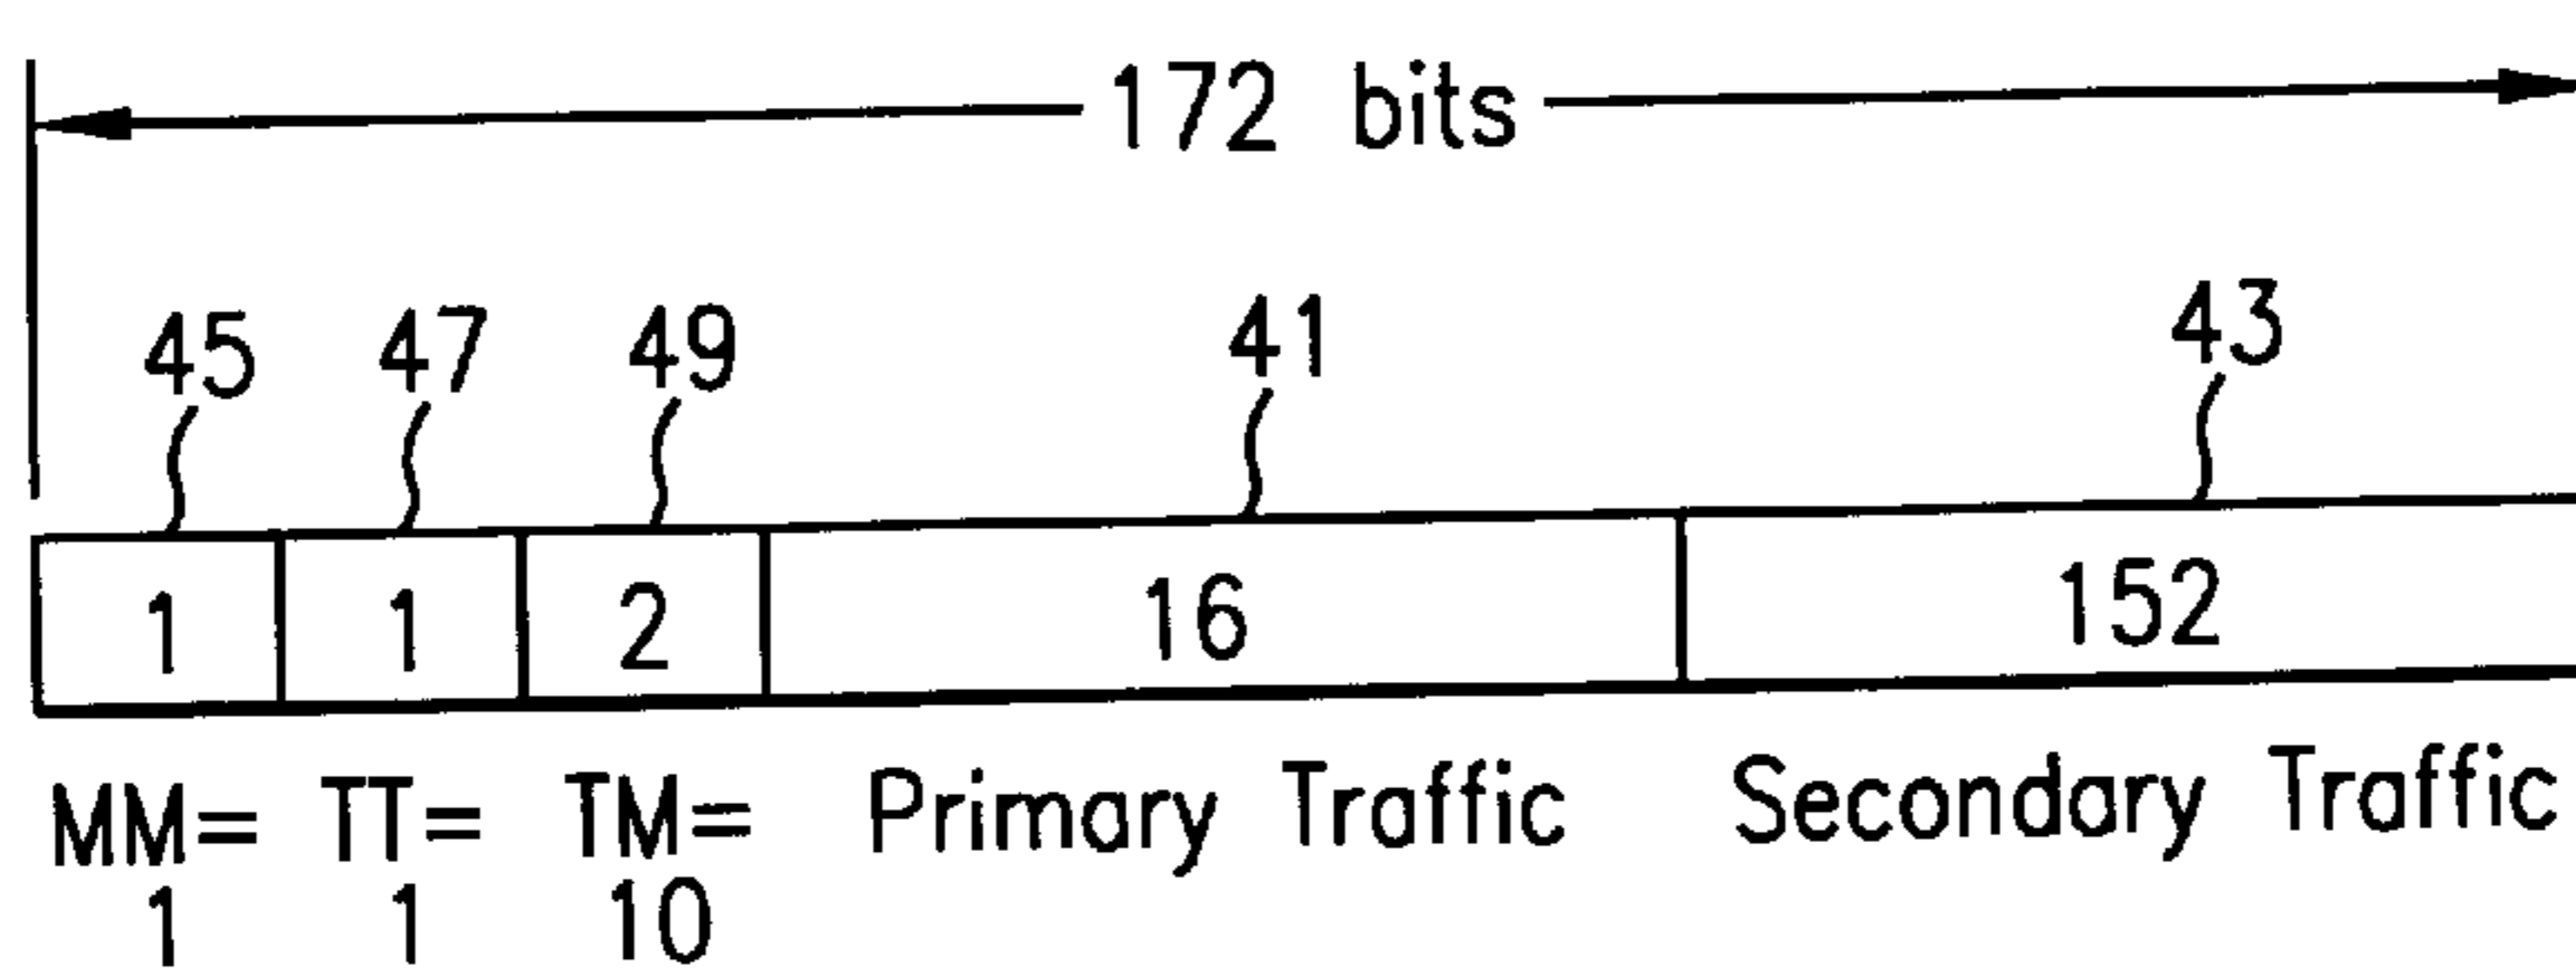 172 bits
45 47 49 41 43
1 1 2 16 152
MM= TT= TM= Primary Traffic Secondary Traffic
1 1 10